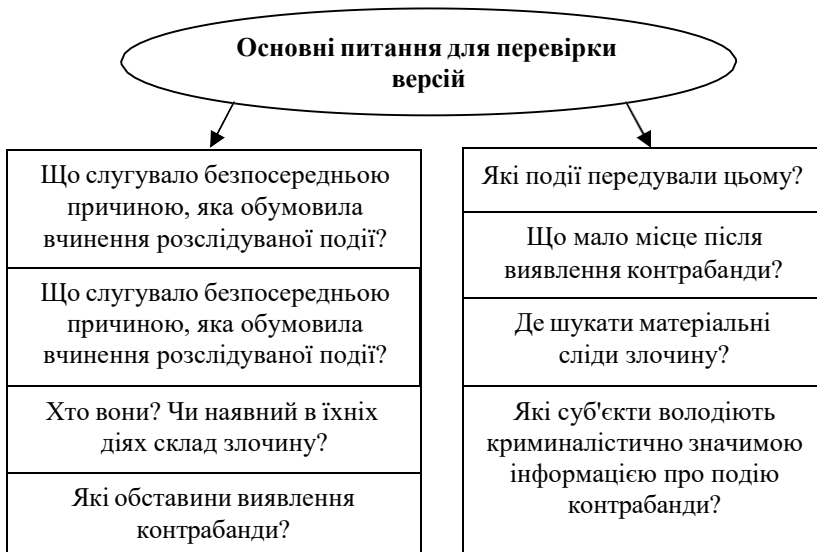 Основні питання для перевірки
версій
Що слугувало безпосередньою
причиною, яка обумовила
вчинення розслідуваної події?
Що слугувало безпосередньою
причиною, яка обумовила
вчинення розслідуваної події?
Хто вони? Чи наявний в їхніх
діях склад злочину?
Які обставини виявлення
контрабанди?
Які події передували цьому?
Що мало місце після
виявлення контрабанди?
Де шукати матеріальні
сліди злочину?
Які суб'єкти володіють
криминалістично значимою
інформацією про подію
контрабанди?